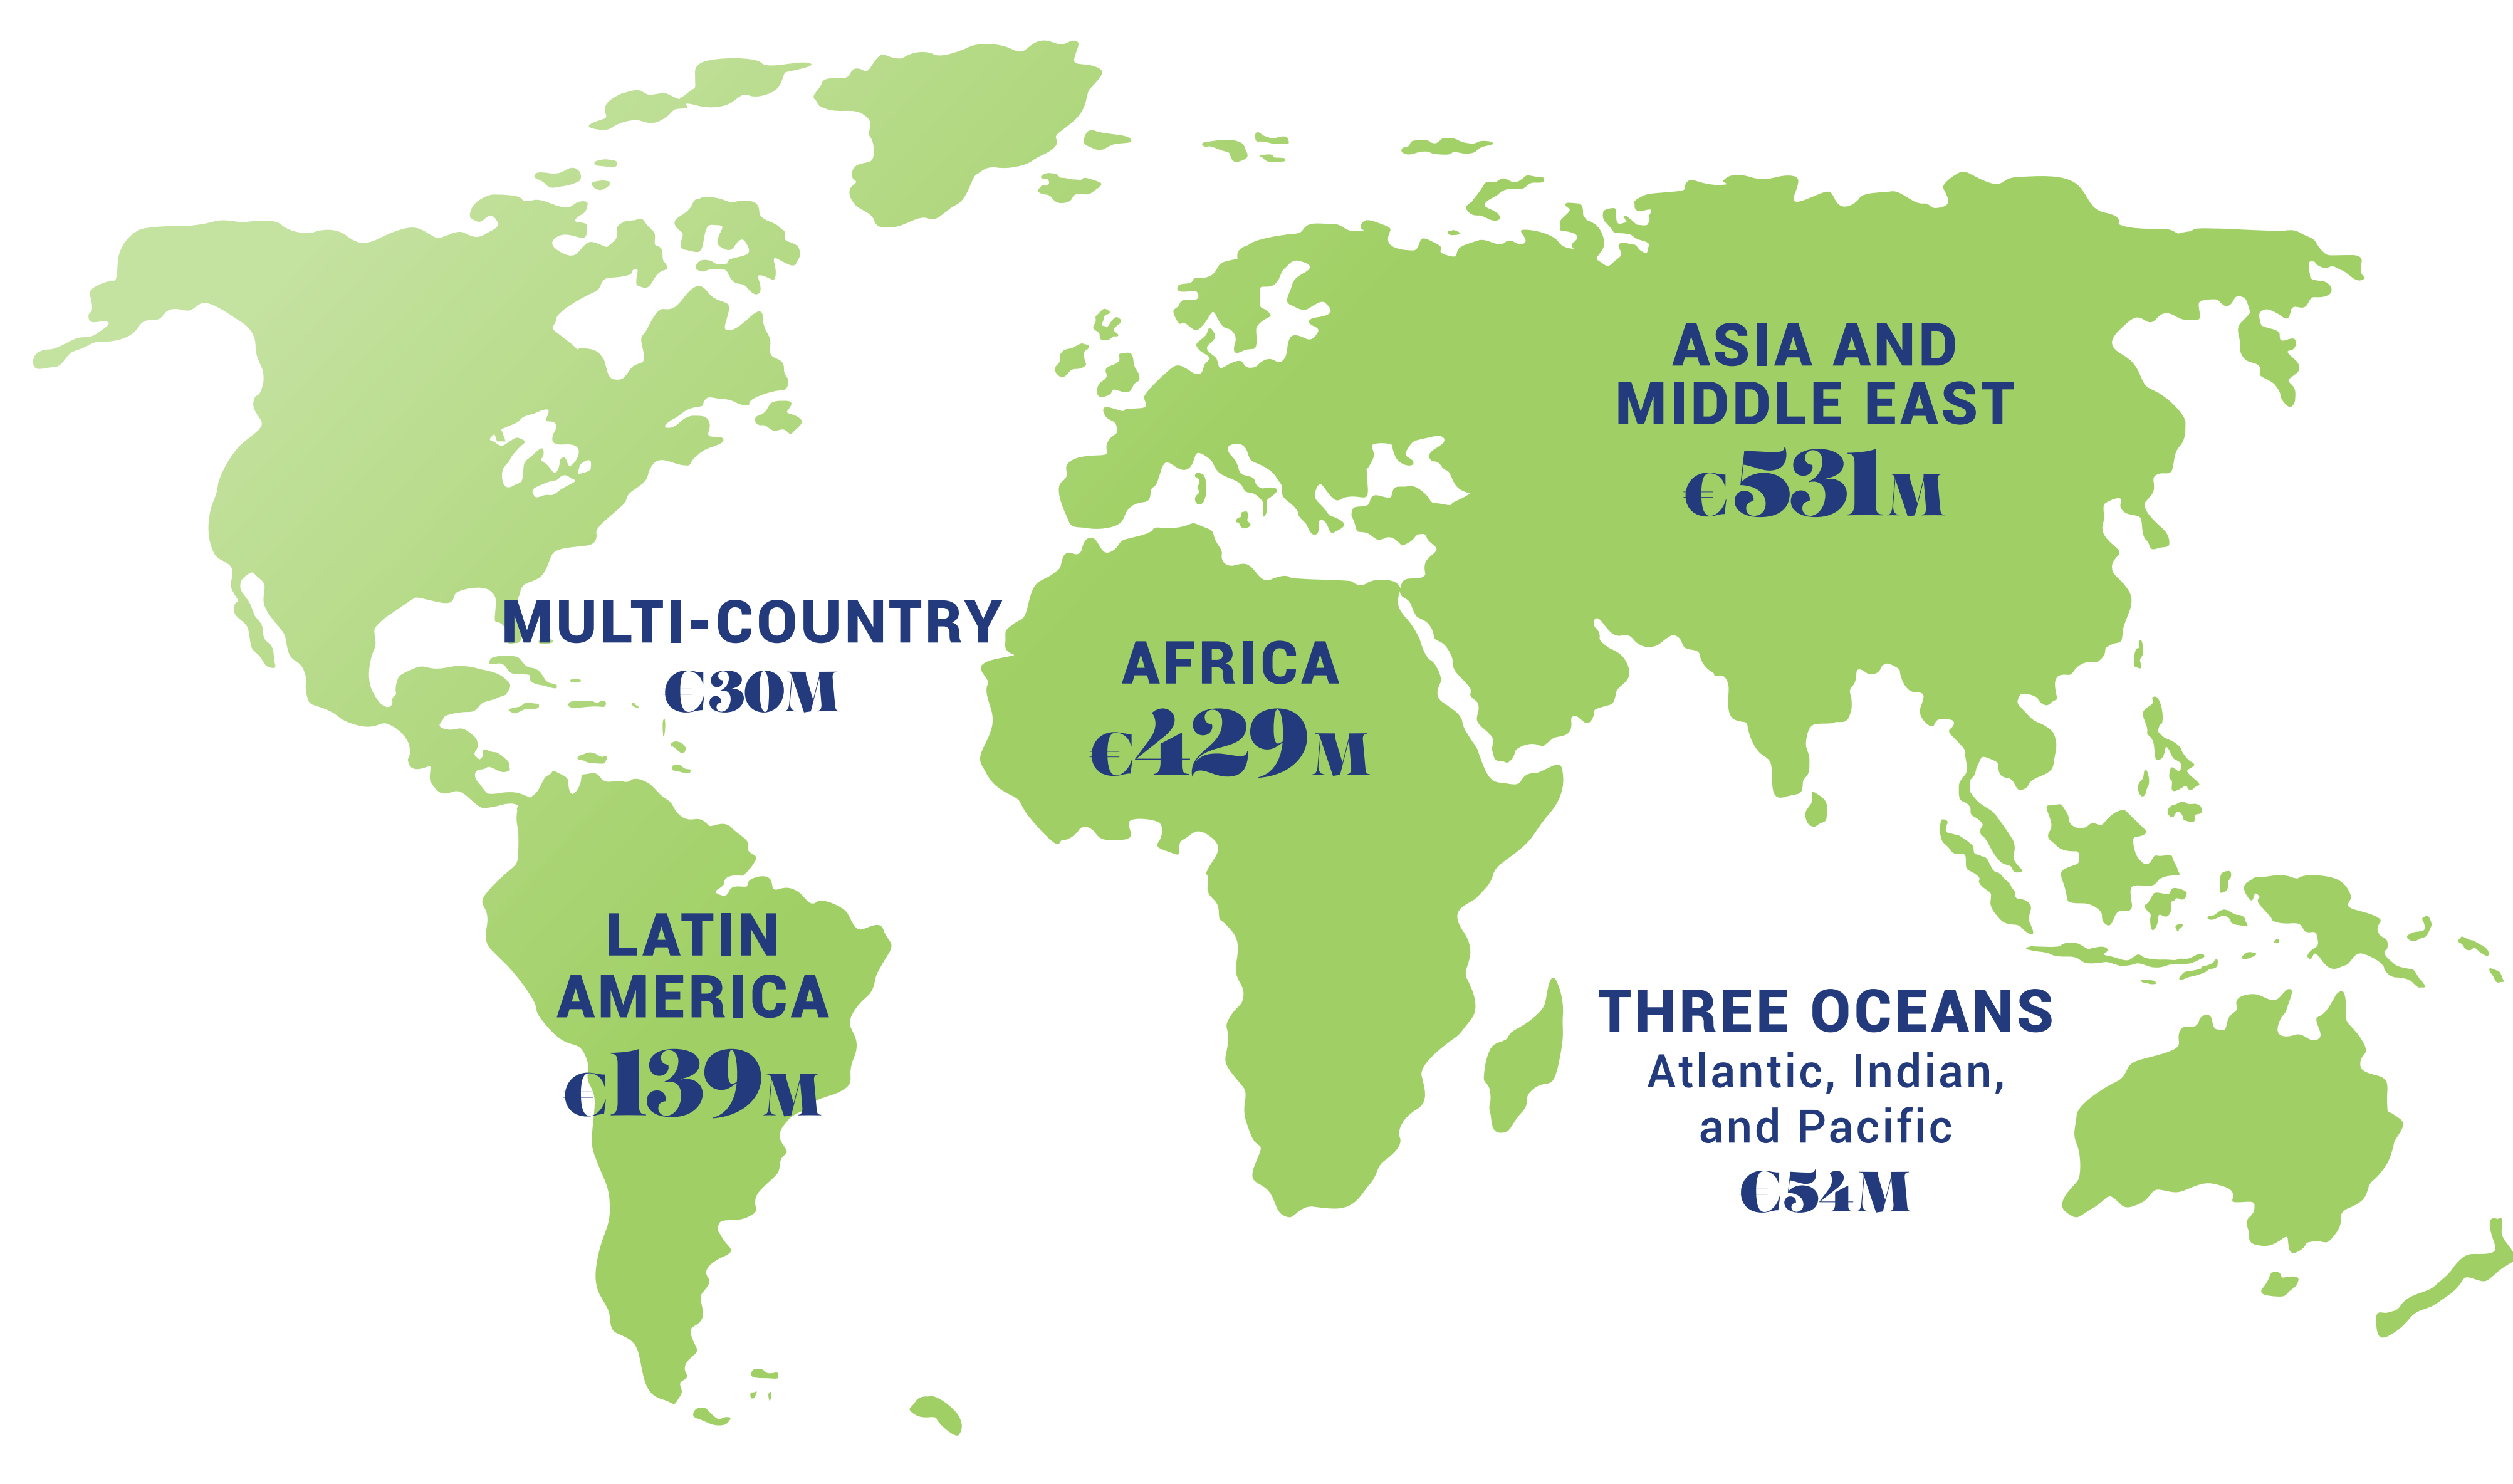 ASIA AND
MIDDLE EAST
€531M
MULTI-COUNTRY
€30M
AFRICA
€429M
LATIN
AMERICA
€139M
THREE OCEANS
Atlantic, Indian,
and Pacific
€54M